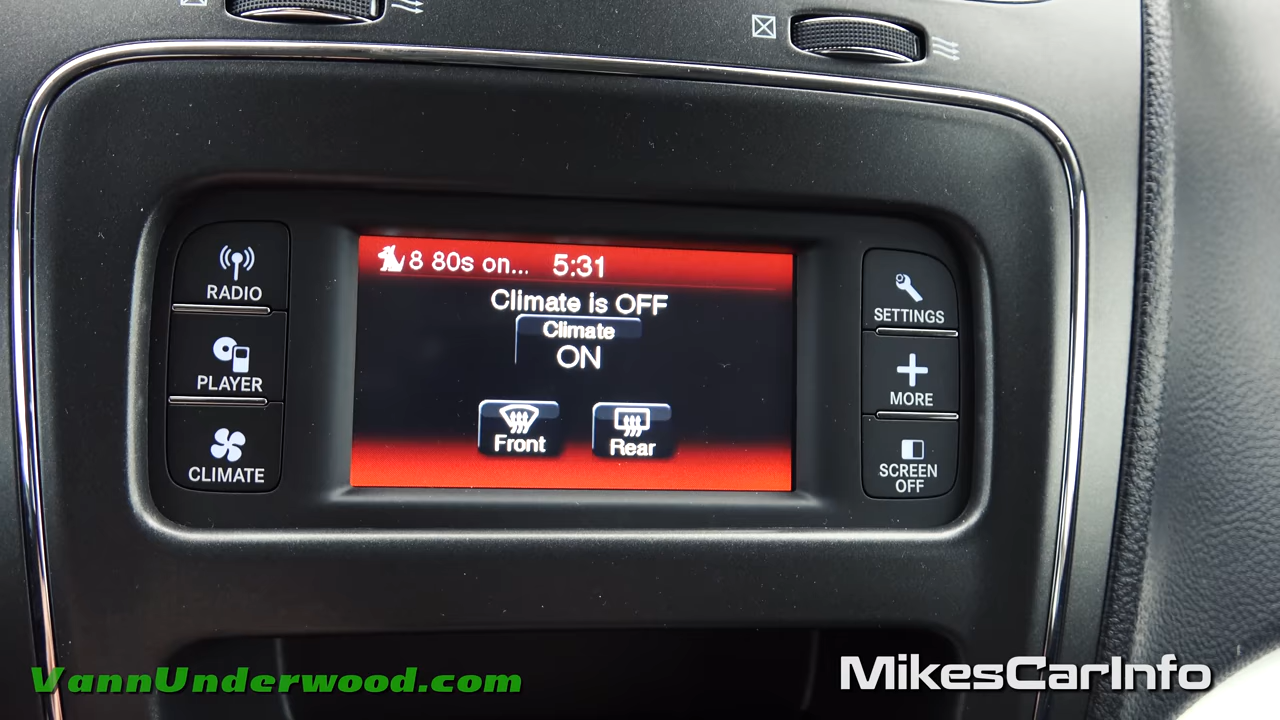 RADIO
PLAYER
CLIMATE
8 80s on... 5:31
Climate is OFF
Climate
ON
Front
Rear
SETTINGS
MORE
SCREEN
OFF
VannUnderwood.com
MikesCarInfo